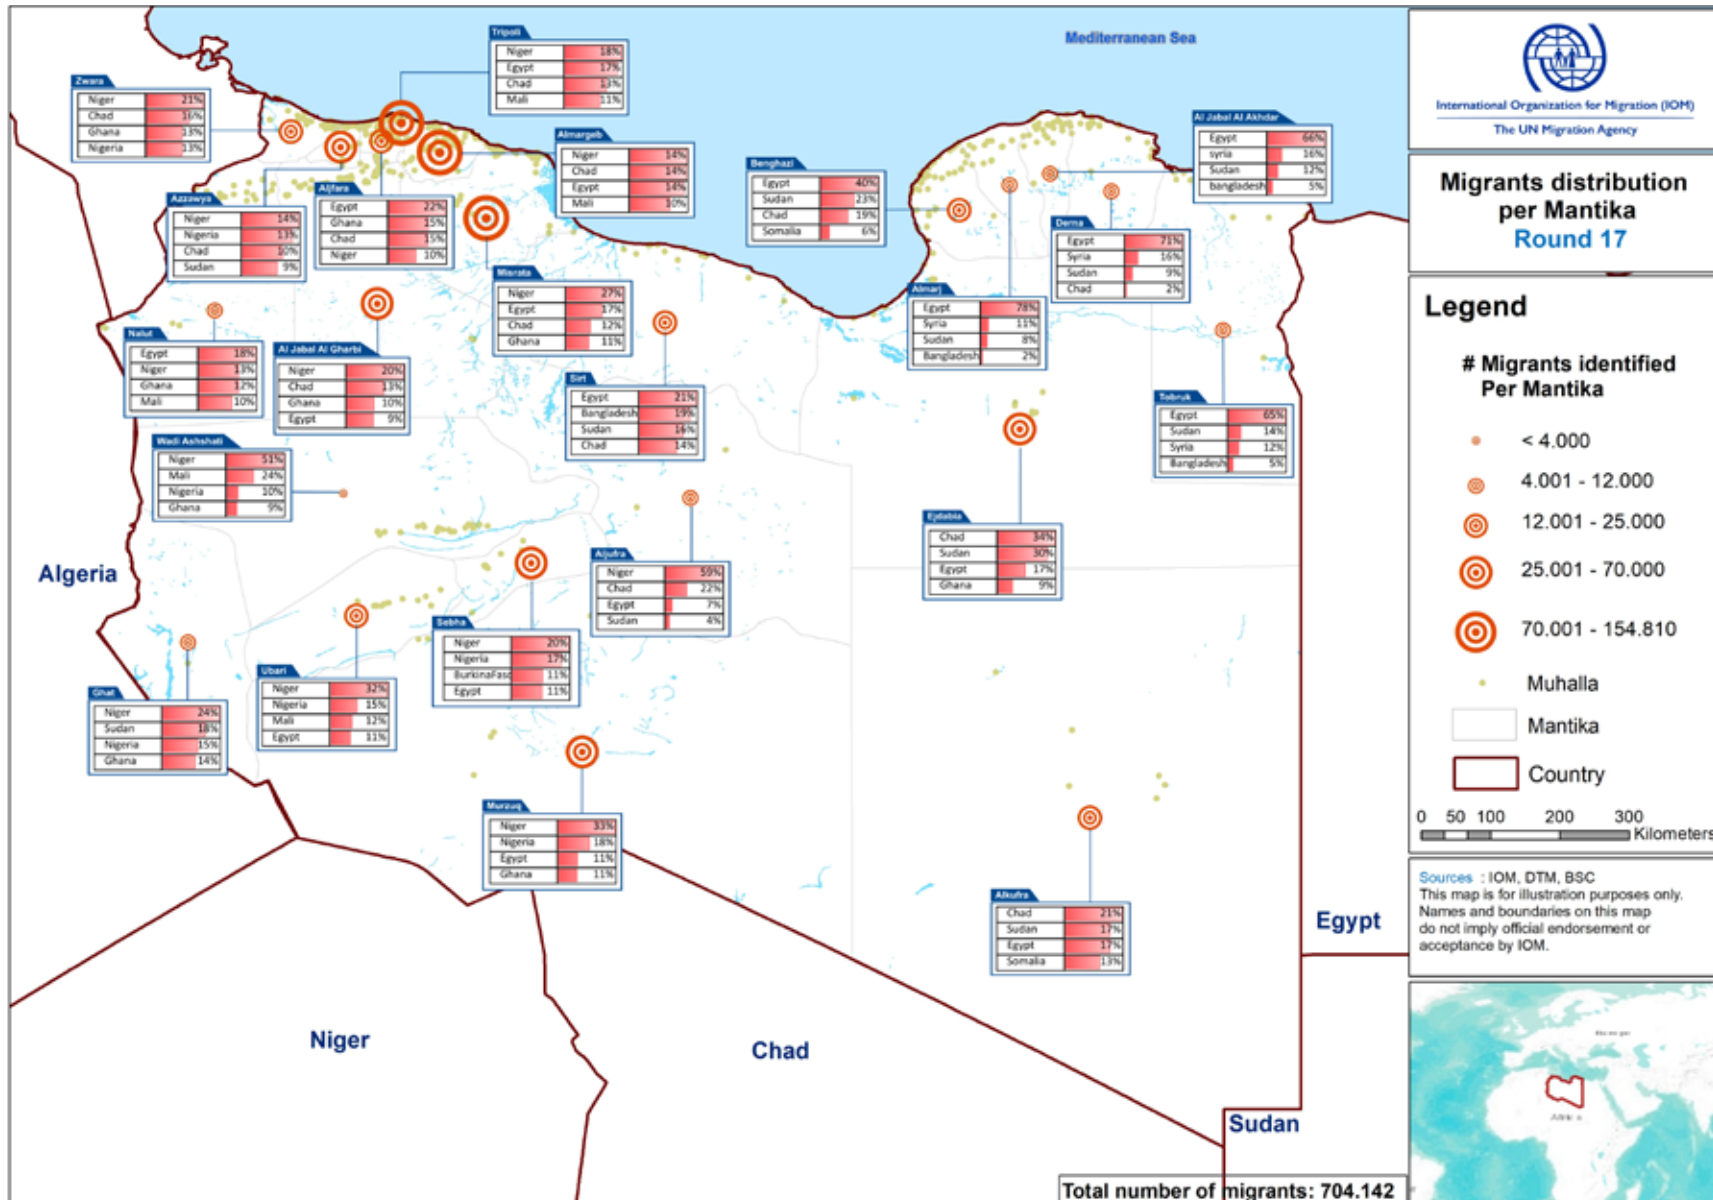 Mediterranean Sea
Tripoli
Niger 18%
Egypt 17%
Chad 13%
Mali 11%
Zwara
Niger 21%
Chad 16%
Ghana 13%
Nigeria 13%
Almargeb
Niger 14%
Chad 14%
Egypt 14%
Mali 10%
Azzawya
Niger 14%
Nigeria 13%
Chad 10%
Sudan 9%
Aljfara
Egypt 22%
Ghana 15%
Chad 15%
Niger 10%
Misrata
Niger 27%
Egypt 17%
Chad 12%
Ghana 11%
Benghazi
Egypt 40%
Sudan 23%
Chad 19%
Somalia 6%
Al Jabal Al Akhdar
Egypt 66%
syria 16%
Sudan 12%
bangladesh 5%
Derna
Egypt 71%
Syria 16%
Sudan 9%
Chad 2%
Almarj
Egypt 78%
Syria 11%
Sudan 8%
Bangladesh 2%
Nalut
Egypt 18%
Niger 13%
Ghana 12%
Mali 10%
Al Jabal Al Gharbi
Niger 20%
Chad 13%
Ghana 10%
Egypt 9%
Sirt
Egypt 21%
Bangladesh 19%
Sudan 16%
Chad 14%
Tobruk
Egypt 65%
Sudan 14%
Syria 12%
Bangladesh 5%
Wadi Ashshati
Niger 51%
Mali 24%
Nigeria 10%
Ghana 9%
Ejdabia
Chad 34%
Sudan 30%
Egypt 17%
Ghana 9%
Aljufra
Niger 59%
Chad 22%
Egypt 7%
Sudan 4%
Sebha
Niger 20%
Nigeria 17%
BurkinaFaso 11%
Egypt 11%
Ubari
Niger 32%
Nigeria 15%
Mali 12%
Egypt 11%
Ghat
Niger 24%
Sudan 18%
Nigeria 15%
Ghana 14%
Murzuq
Niger 33%
Nigeria 18%
Egypt 11%
Ghana 11%
Alkufra
Chad 21%
Sudan 17%
Egypt 17%
Somalia 13%
Algeria
Niger
Chad
Egypt
Sudan
Total number of migrants: 704.142
International Organization for Migration (IOM)
The UN Migration Agency
Migrants distribution
per Mantika
Round 17
Legend
# Migrants identified
Per Mantika
< 4.000
4.001 - 12.000
12.001 - 25.000
25.001 - 70.000
70.001 - 154.810
Muhalla
Mantika
Country
0 50 100 200 300
Kilometers
Sources : IOM, DTM, BSC
This map is for illustration purposes only.
Names and boundaries on this map
do not imply official endorsement or
acceptance by IOM.